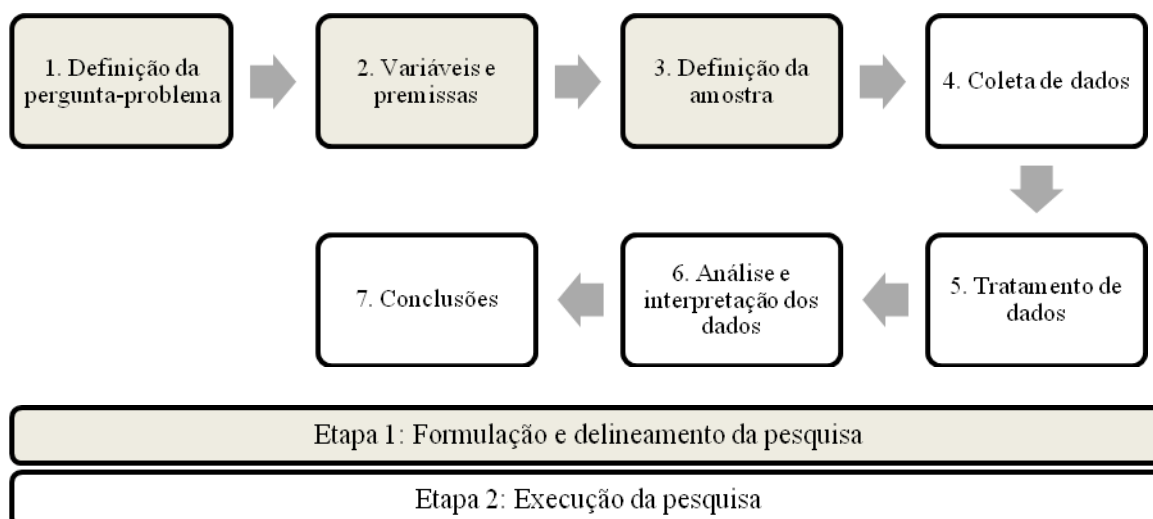 1. Definição da
pergunta-problema
2. Variáveis e
premissas
3. Definição da
amostra
4. Coleta de dados
5. Tratamento de
dados
6. Análise e
interpretação dos
dados
7. Conclusões
Etapa 1: Formulação e delineamento da pesquisa
Etapa 2: Execução da pesquisa